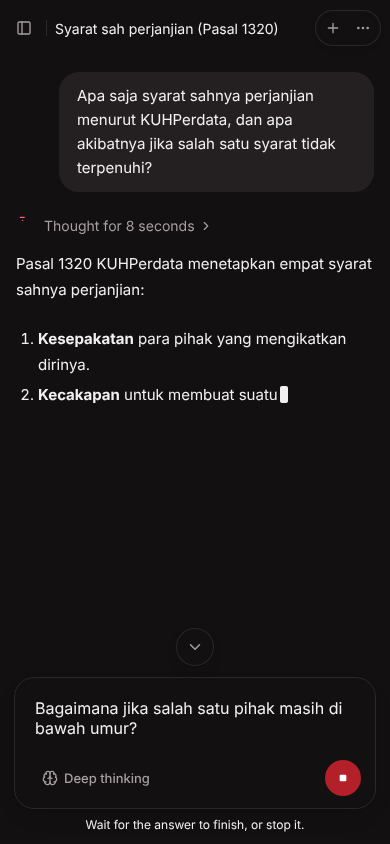 Syarat sah perjanjian (Pasal 1320)
Apa saja syarat sahnya perjanjian
menurut KUHPerdata, dan apa
akibatnya jika salah satu syarat tidak
terpenuhi?
Thought for 8 seconds
Pasal 1320 KUHPerdata menetapkan empat syarat
sahnya perjanjian:
1. Kesepakatan para pihak yang mengikatkan
dirinya.
2. Kecakapan untuk membuat suatu
Bagaimana jika salah satu pihak masih di
bawah umur?
Deep thinking
Wait for the answer to finish, or stop it.